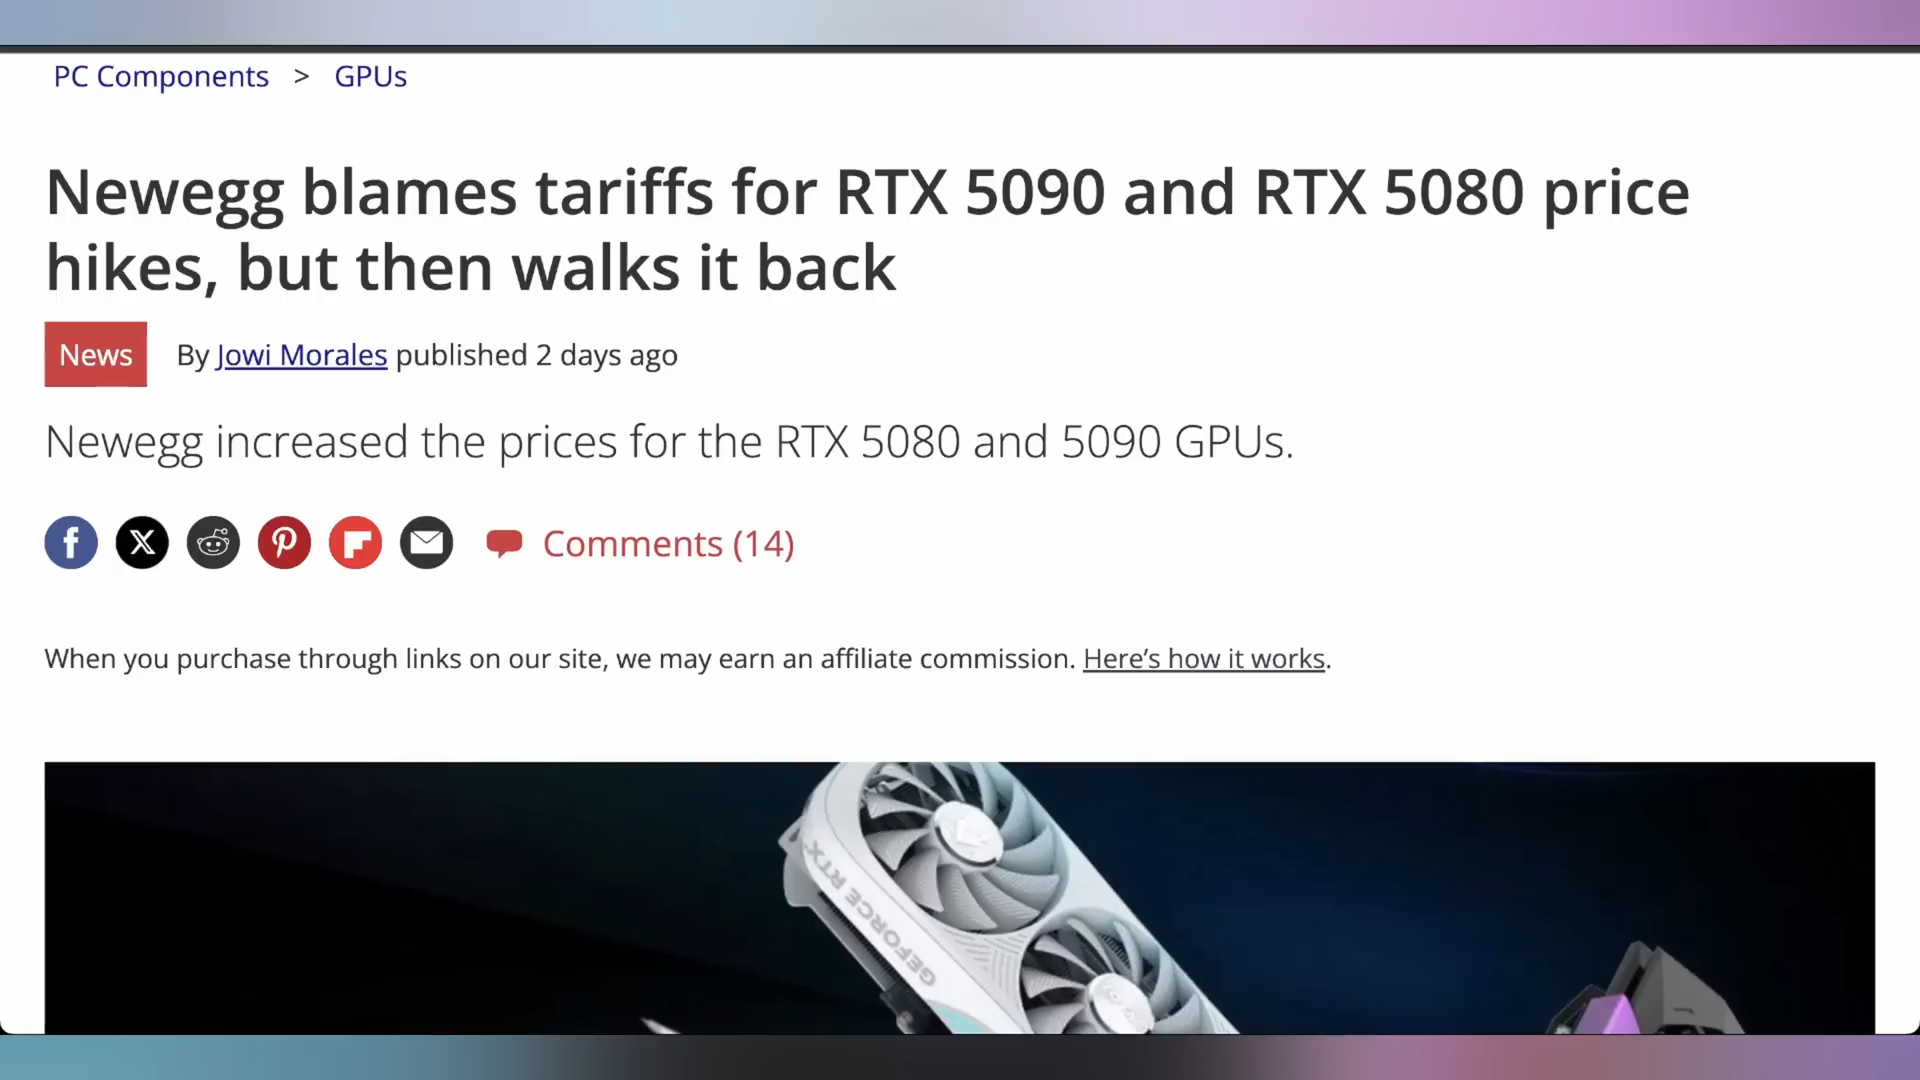 PC Components > GPUs
Newegg blames tariffs for RTX 5090 and RTX 5080 price
hikes, but then walks it back
News By Jowi Morales published 2 days ago
Newegg increased the prices for the RTX 5080 and 5090 GPUs.
Comments (14)
When you purchase through links on our site, we may earn an affiliate commission. Here’s how it works.
GEFORCE RTX